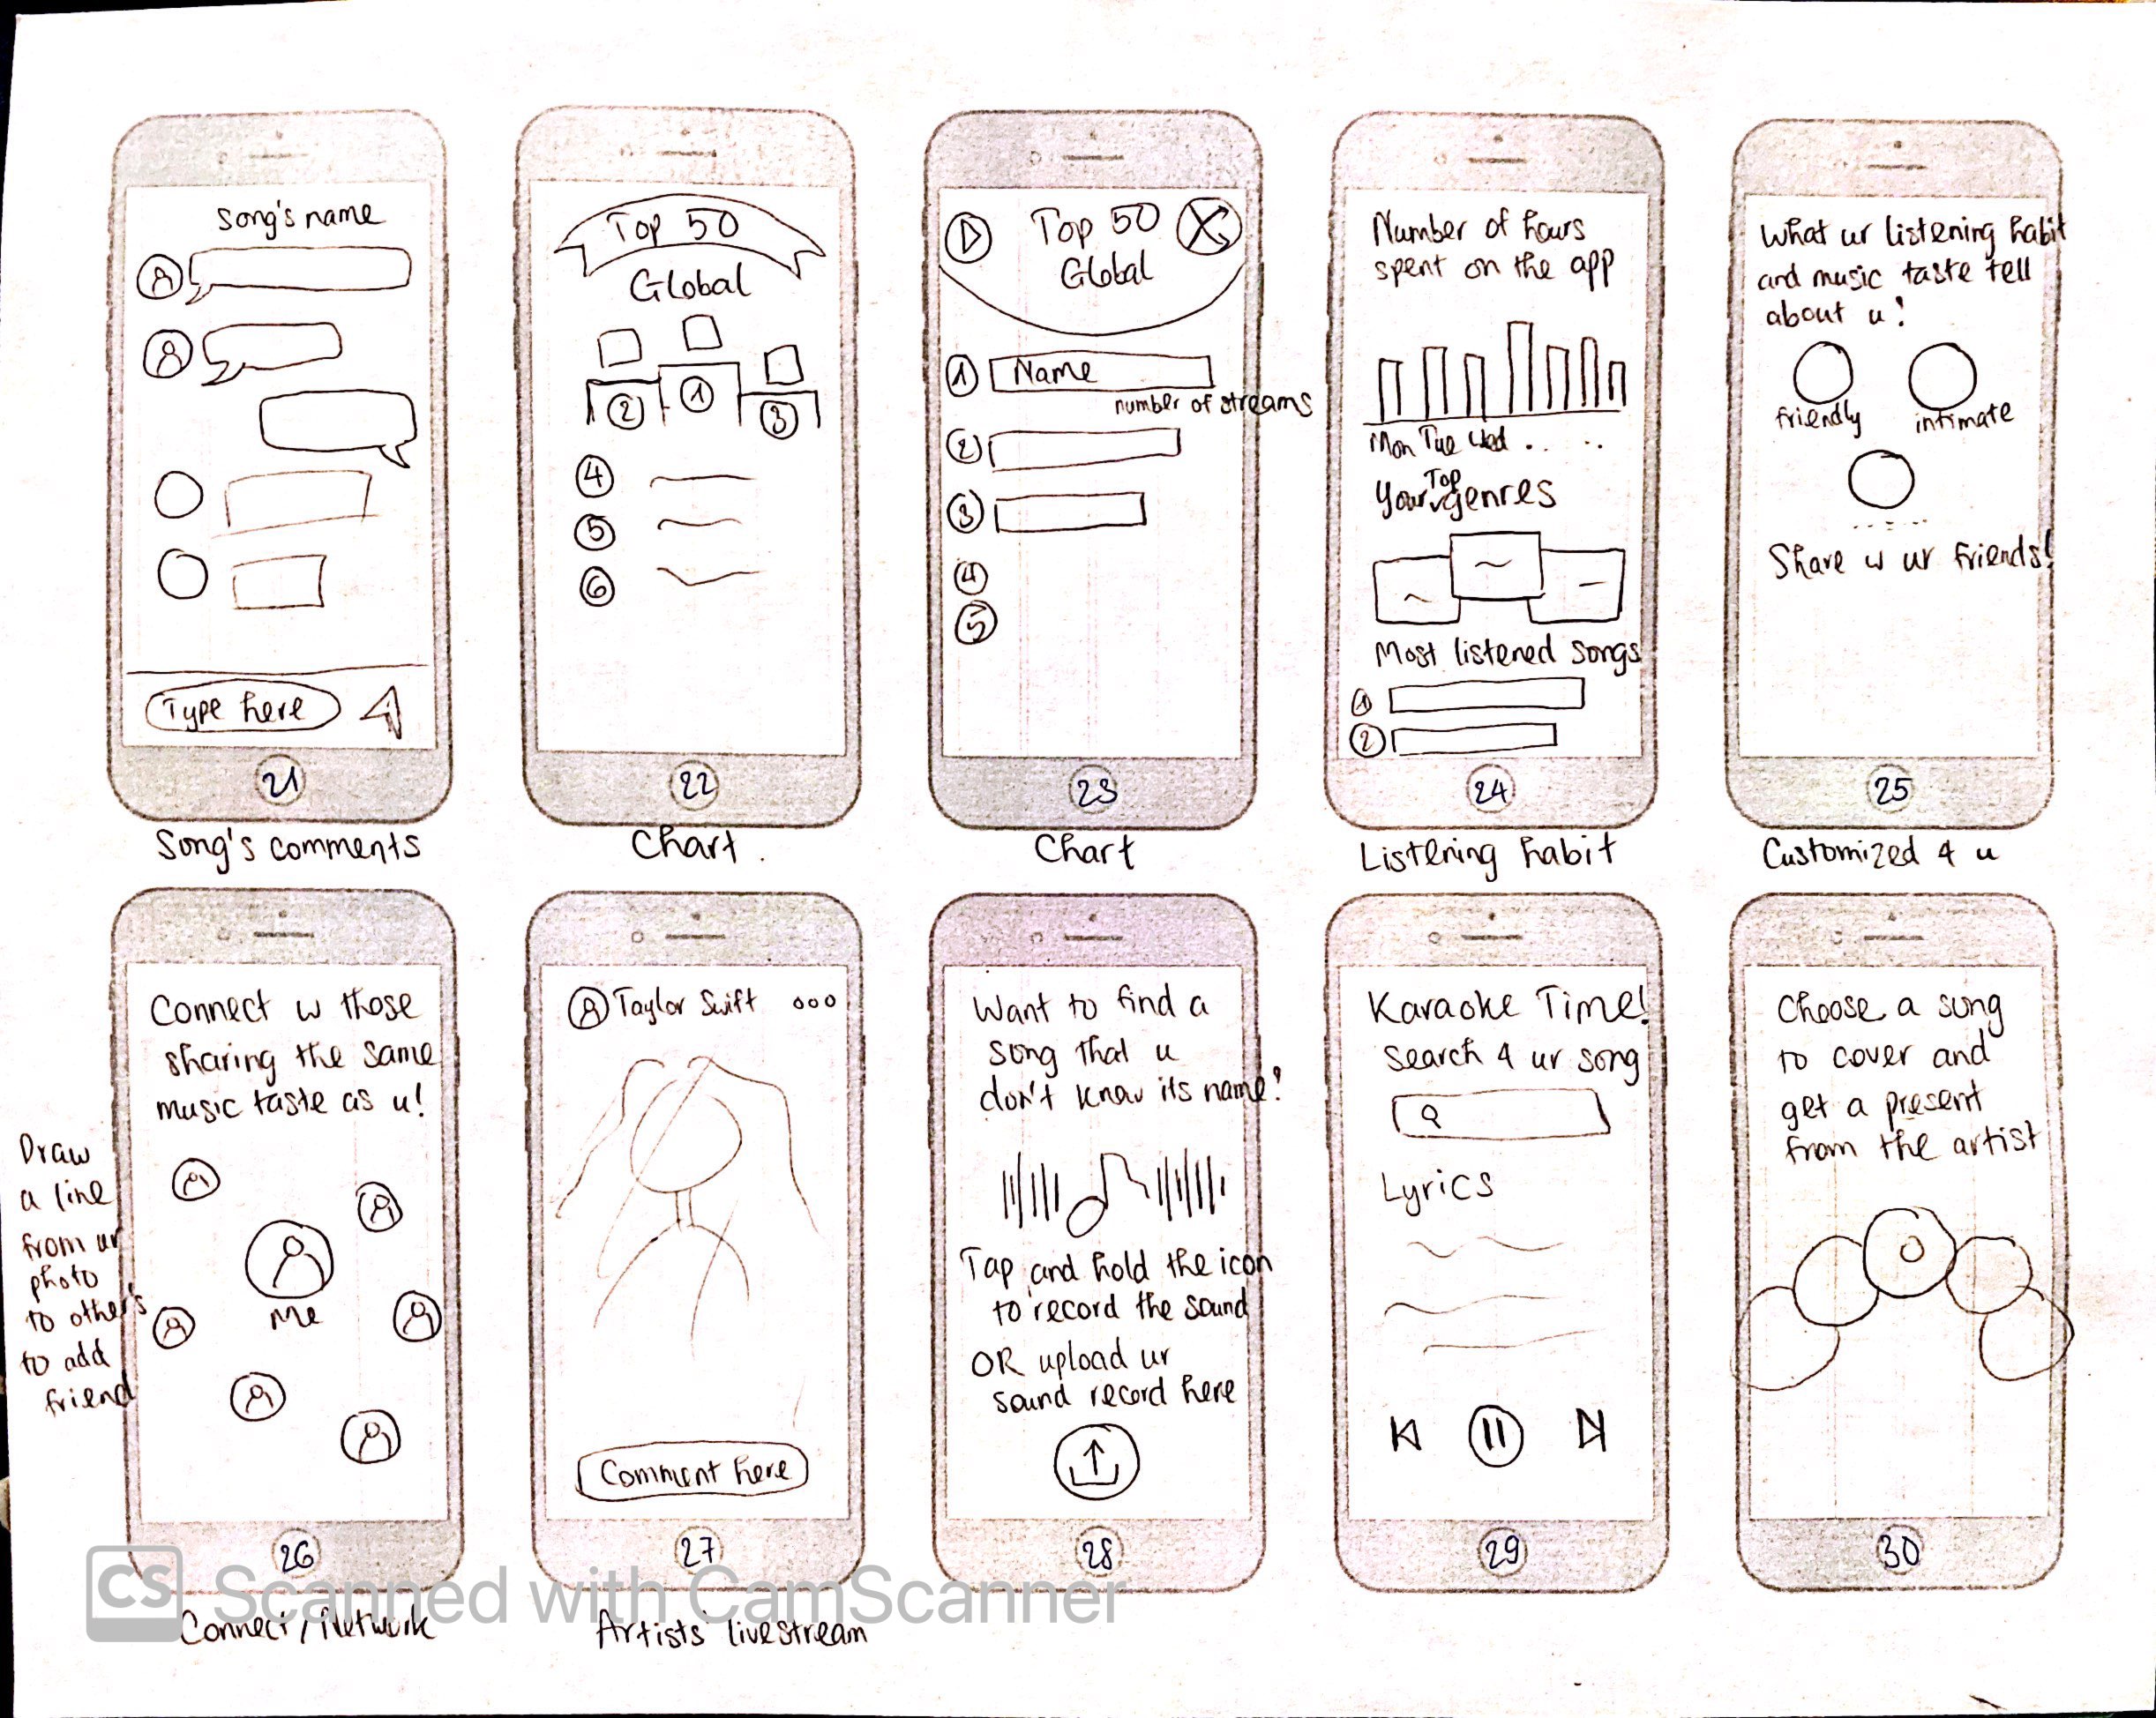 Song's name
Type here
21
Song's comments
Top 50
Global
2
1
3
4
5
6
22
Chart.
Top 50
Global
1
Name
number of streams
2
3
4
5
23
Chart
Number of hours
spent on the app
Mon Tue Wed .. ..
Your Top genres
Most listened songs
1
2
24
Listening habit
What ur listening habit
and music taste tell
about u?
friendly
intimate
Share w ur friends!
25
Customized 4 u
Connect w those
sharing the same
music taste as u!
Me
Draw
a line
from ur
photo
to other's
to add
friend
26
Connect/Network
Taylor Swift
Comment here
27
Artists' livestream
Want to find a
song that u
don't know its name?
Tap and hold the icon
to record the sound
OR upload ur
sound record here
28
Karaoke Time!
Search 4 ur song
Lyrics
29
Choose a song
to cover and
get a present
from the artist
30
CS Scanned with CamScanner